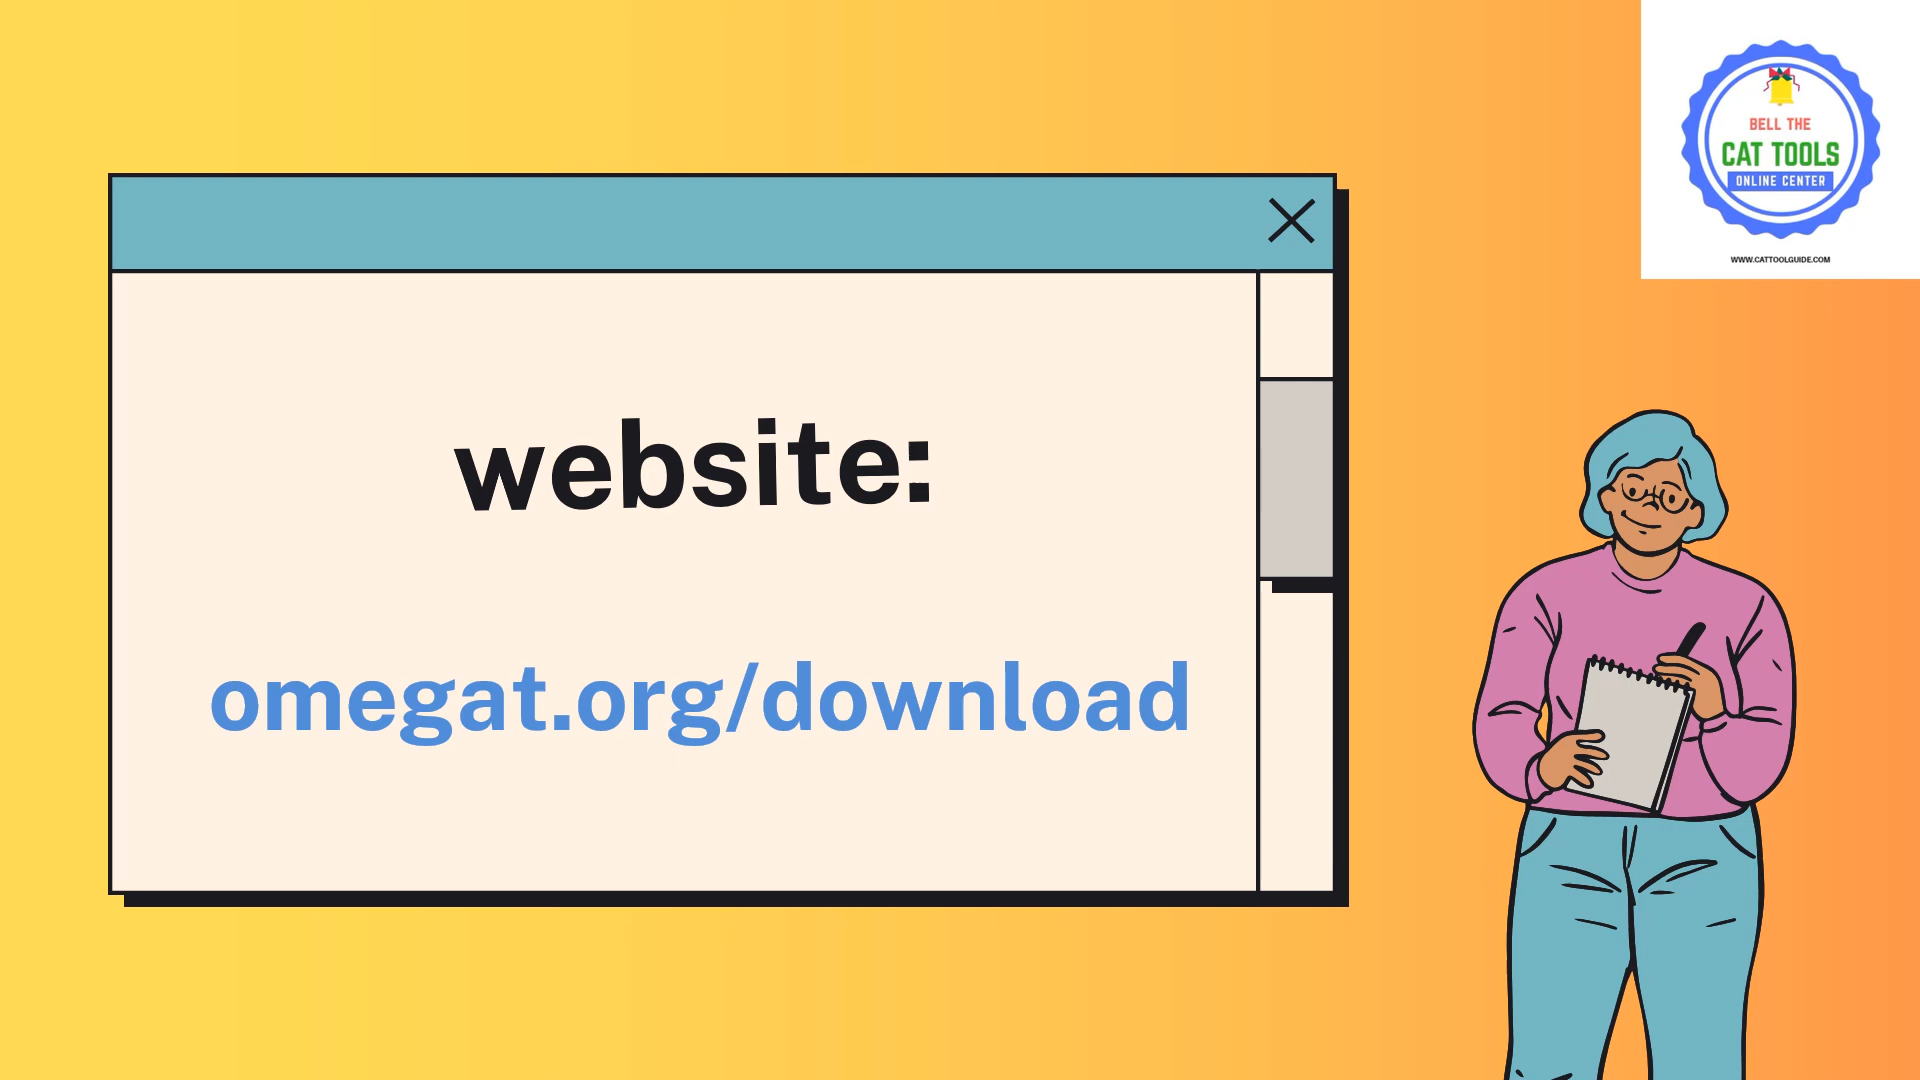 BELL THE
CAT TOOLS
ONLINE CENTER
WWW.CATTOOLGUIDE.COM
website:
omegat.org/download